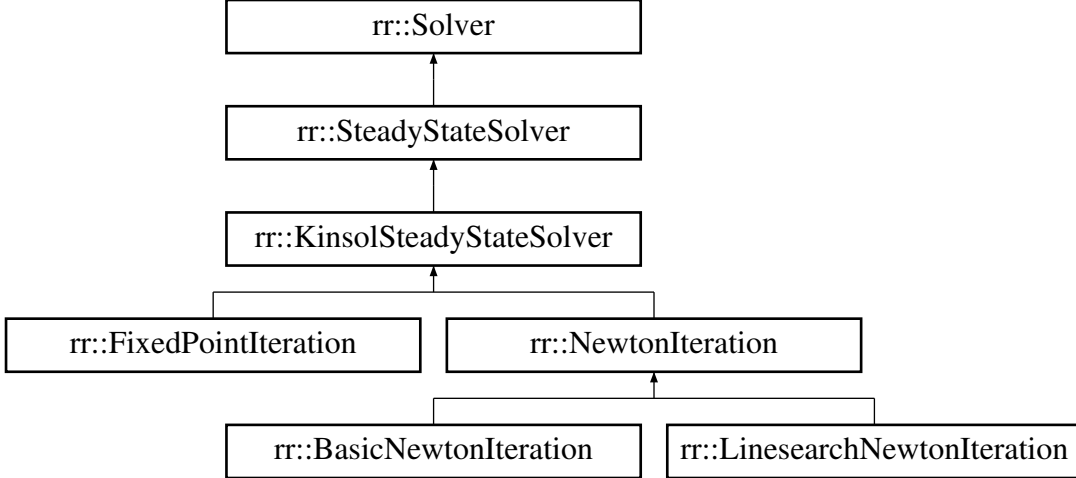 rr::Solver
rr::SteadyStateSolver
rr::KinsolSteadyStateSolver
rr::FixedPointIteration
rr::NewtonIteration
rr::BasicNewtonIteration
rr::LinesearchNewtonIteration